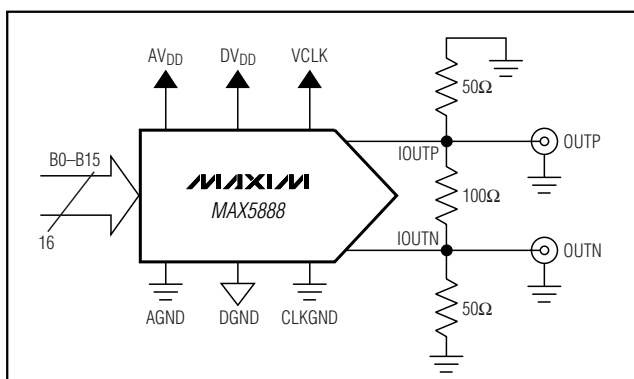 AVDD DVDD VCLK
50Ω
B0–B15
IOUTP
OUTP
MAXIM
MAX5888
100Ω
16
IOUTN
OUTN
AGND DGND CLKGND
50Ω